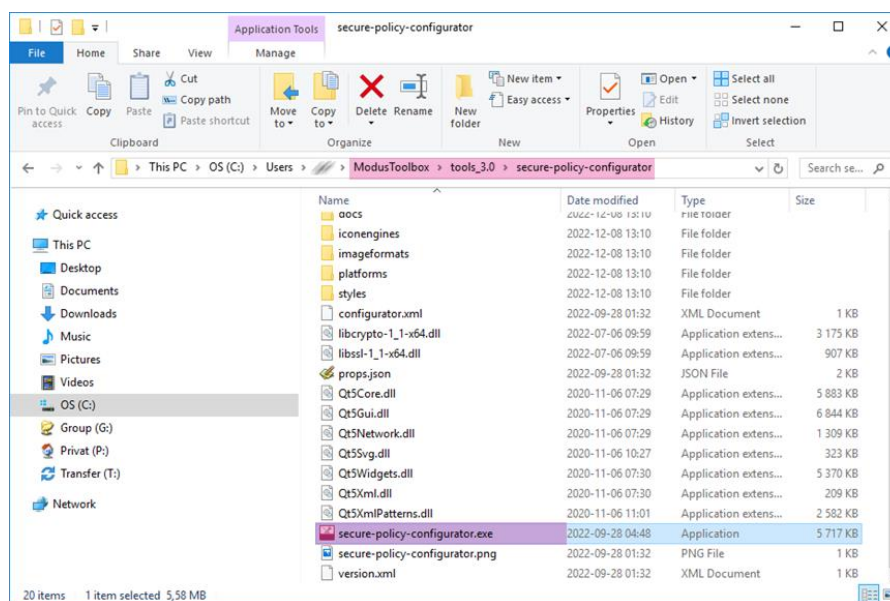 Application Tools secure-policy-configurator
File Home Share View Manage
Pin to Quick access Copy Paste Cut Copy path Paste shortcut Move to Copy to Delete Rename New folder New item Easy access Properties Open Edit History Select all Select none Invert selection
Clipboard Organize New Open Select
This PC > OS (C:) > Users > ModusToolbox > tools_3.0 > secure-policy-configurator Search se...
Name Date modified Type Size
Quick access
This PC
Desktop
Documents
Downloads
Music
Pictures
Videos
OS (C:)
Group (G:)
Privat (P:)
Transfer (T:)
Network
docs 2022-12-08 13:10 File folder
iconengines 2022-12-08 13:10 File folder
imageformats 2022-12-08 13:10 File folder
platforms 2022-12-08 13:10 File folder
styles 2022-12-08 13:10 File folder
configurator.xml 2022-09-28 01:32 XML Document 1 KB
libcrypto-1_1-x64.dll 2022-07-06 09:59 Application extens... 3 175 KB
libssl-1_1-x64.dll 2022-07-06 09:59 Application extens... 907 KB
props.json 2022-09-28 01:32 JSON File 2 KB
Qt5Core.dll 2020-11-06 07:29 Application extens... 5 883 KB
Qt5Gui.dll 2020-11-06 07:29 Application extens... 6 844 KB
Qt5Network.dll 2020-11-06 07:29 Application extens... 1 309 KB
Qt5Svg.dll 2020-11-06 10:27 Application extens... 323 KB
Qt5Widgets.dll 2020-11-06 07:30 Application extens... 5 370 KB
Qt5Xml.dll 2020-11-06 07:30 Application extens... 209 KB
Qt5XmlPatterns.dll 2020-11-06 11:01 Application extens... 2 582 KB
secure-policy-configurator.exe 2022-09-28 04:48 Application 5 717 KB
secure-policy-configurator.png 2022-09-28 01:32 PNG File 1 KB
version.xml 2022-09-28 01:32 XML Document 1 KB
20 items 1 item selected 5,58 MB